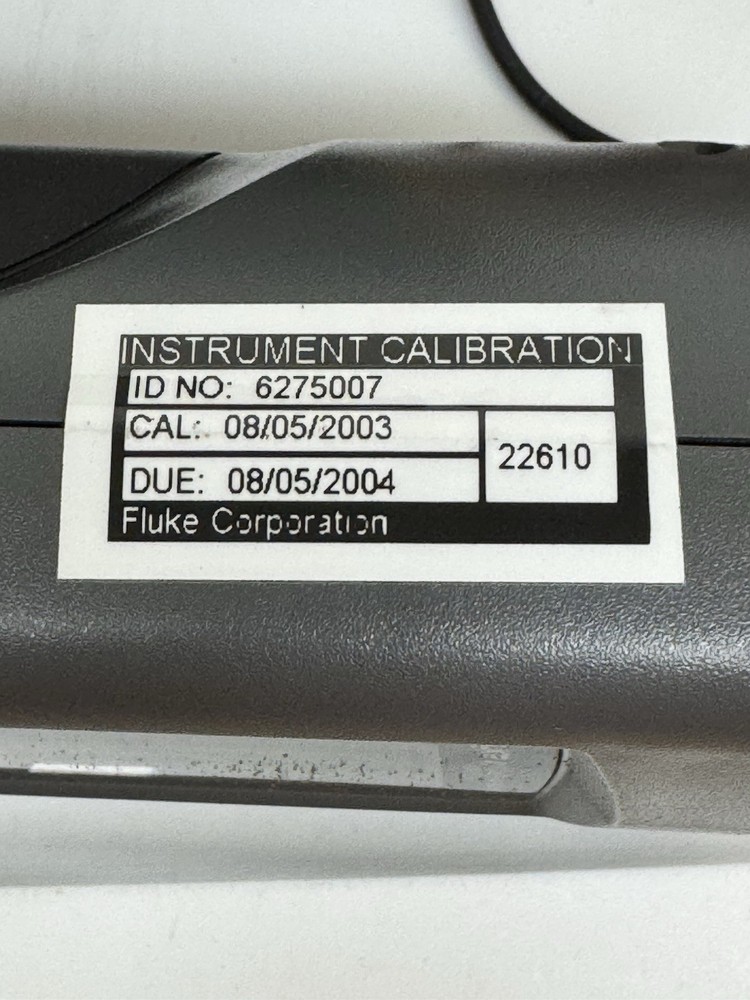 INSTRUMENT CALIBRATION
ID NO: 6275007
CAL: 08/05/2003
22610
DUE: 08/05/2004
Fluke Corporation